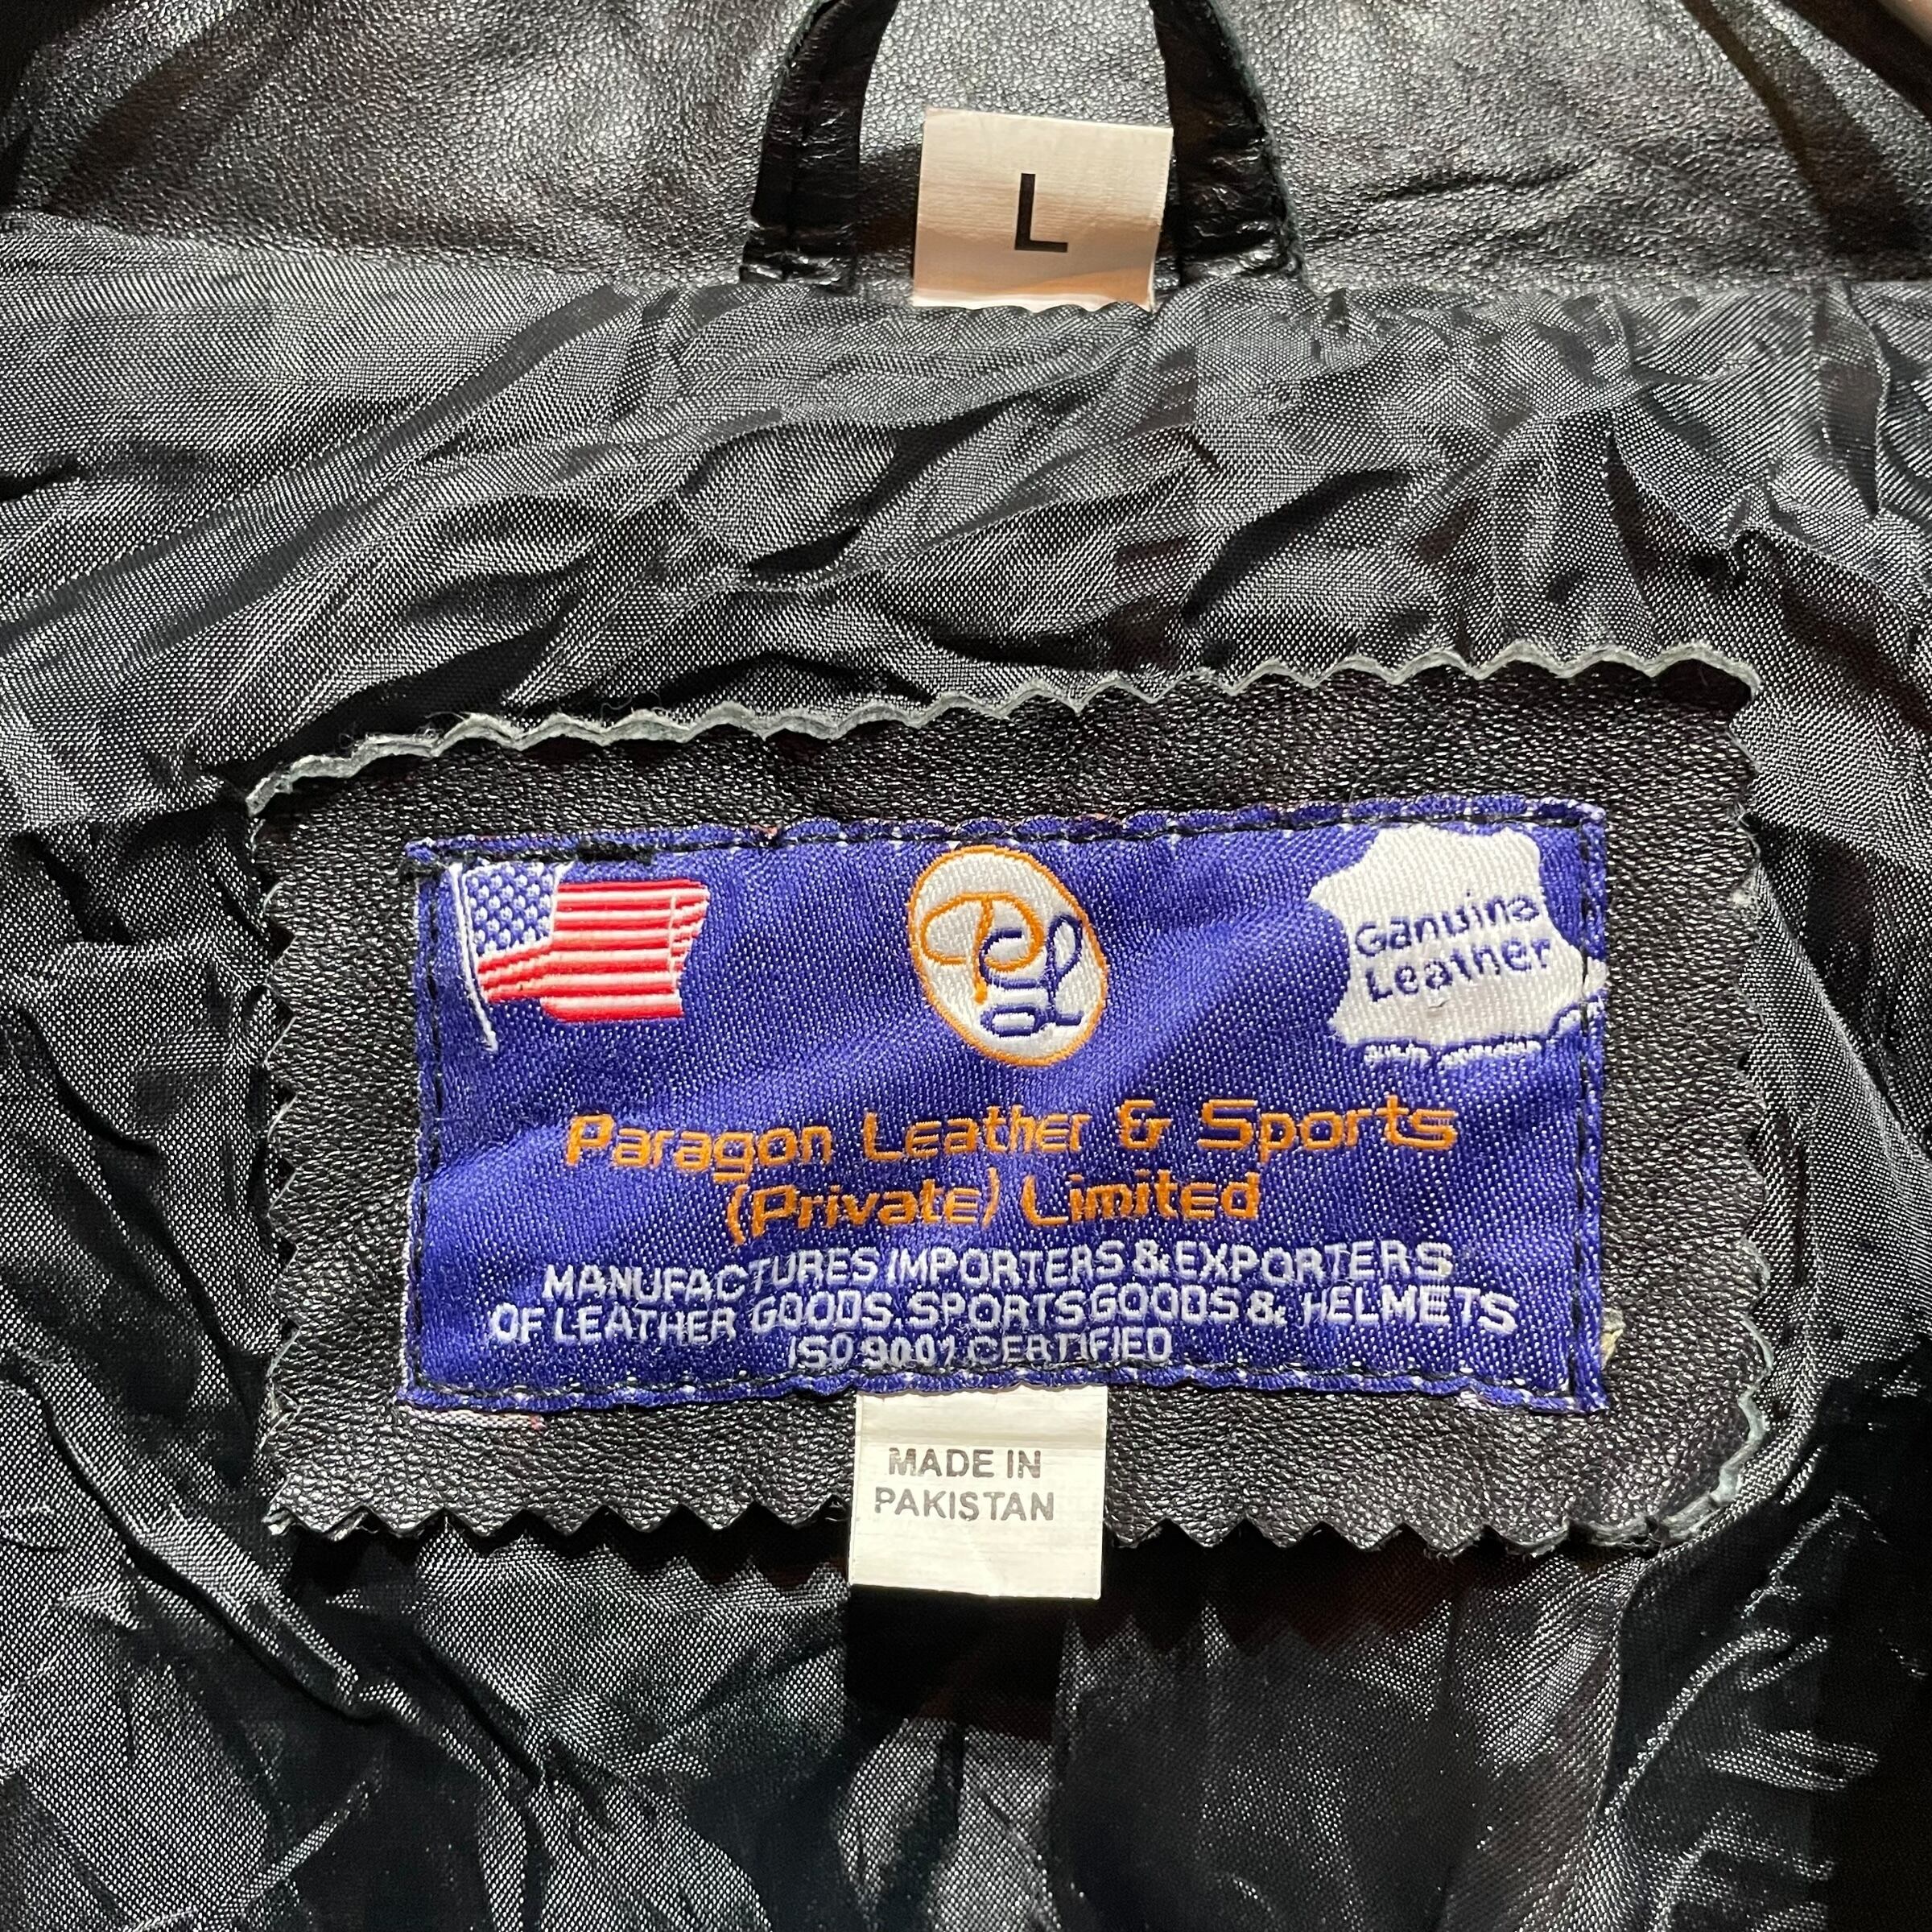 L
PSL
Genuine
Leather
Paragon Leather & Sports
(Private) Limited
MANUFACTURES IMPORTERS & EXPORTERS
OF LEATHER GOODS.SPORTS GOODS & HELMETS
ISO 9001 CERTIFIED
MADE IN
PAKISTAN